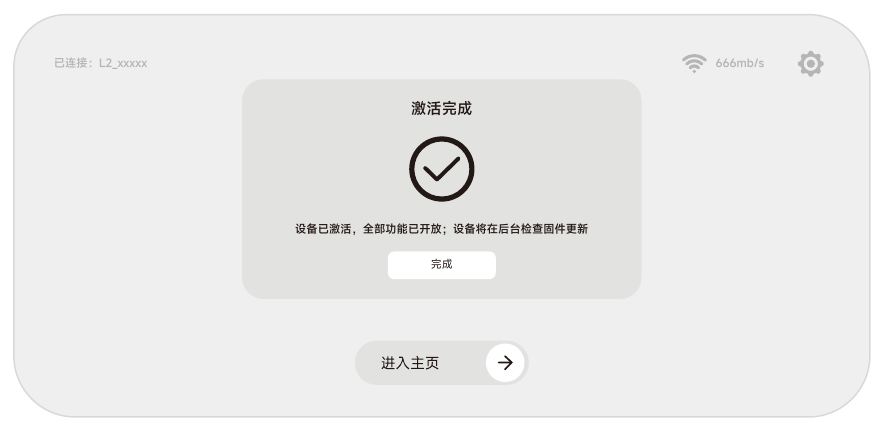 已连接：L2_xxxxx
666mb/s
激活完成
设备已激活，全部功能已开放；设备将在后台检查固件更新
完成
进入主页